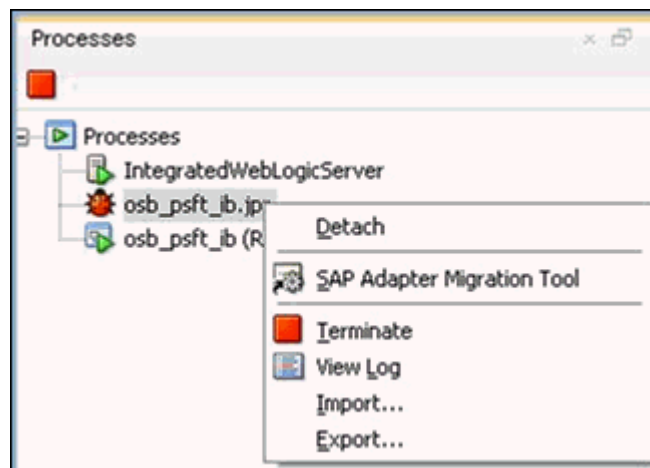 Processes
Processes
IntegratedWebLogicServer
osb_psft_ib.jpr
osb_psft_ib (R
Detach
SAP Adapter Migration Tool
Terminate
View Log
Import...
Export...